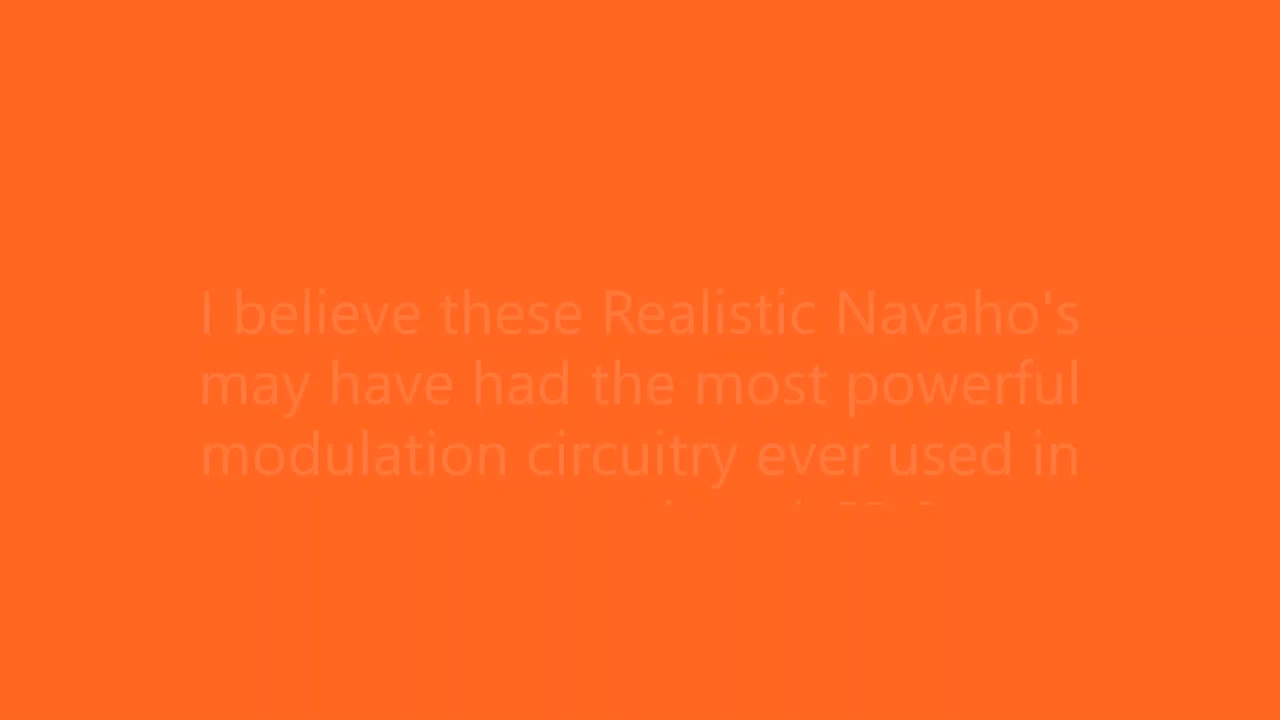 I believe these Realistic Navaho's
may have had the most powerful
modulation circuitry ever used in